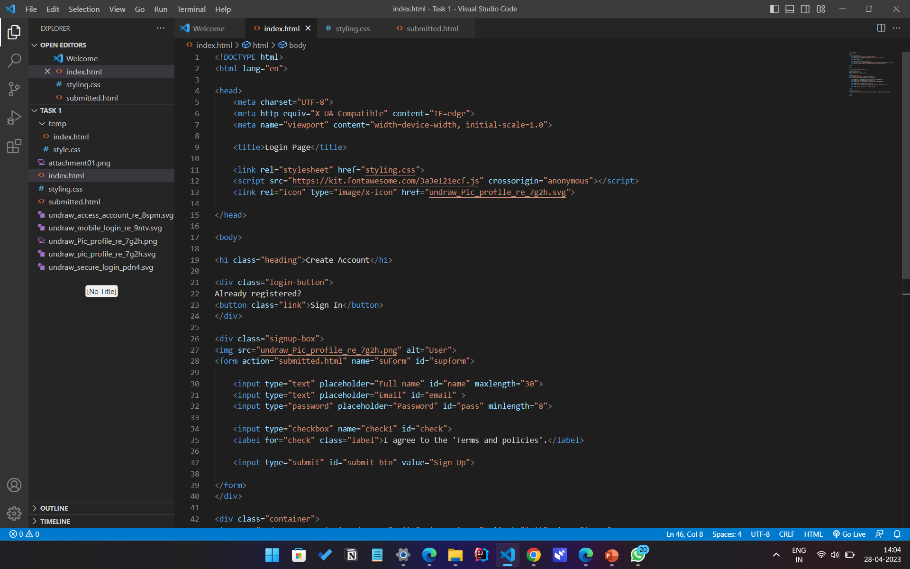 File Edit Selection View Go Run Terminal Help
index.html - Task 1 - Visual Studio Code
EXPLORER
OPEN EDITORS
Welcome
index.html
styling.css
submitted.html
TASK 1
temp
index.html
style.css
attachment01.png
index.html
styling.css
submitted.html
undraw_access_account_re_8spm.svg
undraw_mobile_login_re_9ntv.svg
undraw_Pic_profile_re_7g2h.png
undraw_pic_profile_re_7g2h.svg
undraw_secure_login_pdn4.svg
[No Title]
OUTLINE
TIMELINE
Welcome index.html styling.css submitted.html
index.html > html > body
1 <!DOCTYPE html>
2 <html lang="en">
3
4 <head>
5 <meta charset="UTF-8">
6 <meta http-equiv="X-UA-Compatible" content="IE=edge">
7 <meta name="viewport" content="width=device-width, initial-scale=1.0">
8
9 <title>Login Page</title>
10
11 <link rel="stylesheet" href="styling.css">
12 <script src="https://kit.fontawesome.com/3a3e121ecf.js" crossorigin="anonymous"></script>
13 <link rel="icon" type="image/x-icon" href="undraw_Pic_profile_re_7g2h.svg">
14
15 </head>
16
17 <body>
18
19 <h1 class="heading">Create Account</h1>
20
21 <div class="login-button">
22 Already registered?
23 <button class="link">Sign In</button>
24 </div>
25
26 <div class="signup-box">
27 <img src="undraw_Pic_profile_re_7g2h.png" alt="User">
28 <form action="submitted.html" name="suForm" id="supform">
29
30 <input type="text" placeholder="Full name" id="name" maxlength="30">
31 <input type="text" placeholder="Email" id="email" >
32 <input type="password" placeholder="Password" id="pass" minlength="8">
33
34 <input type="checkbox" name="check1" id="check">
35 <label for="check" class="label">I agree to the 'Terms and policies'.</label>
36
37 <input type="submit" id="submit btn" value="Sign Up">
38
39 </form>
40 </div>
41
42 <div class="container">
0 0
Ln 46, Col 8 Spaces: 4 UTF-8 CRLF HTML Go Live
20
ENG
IN
14:04
28-04-2023